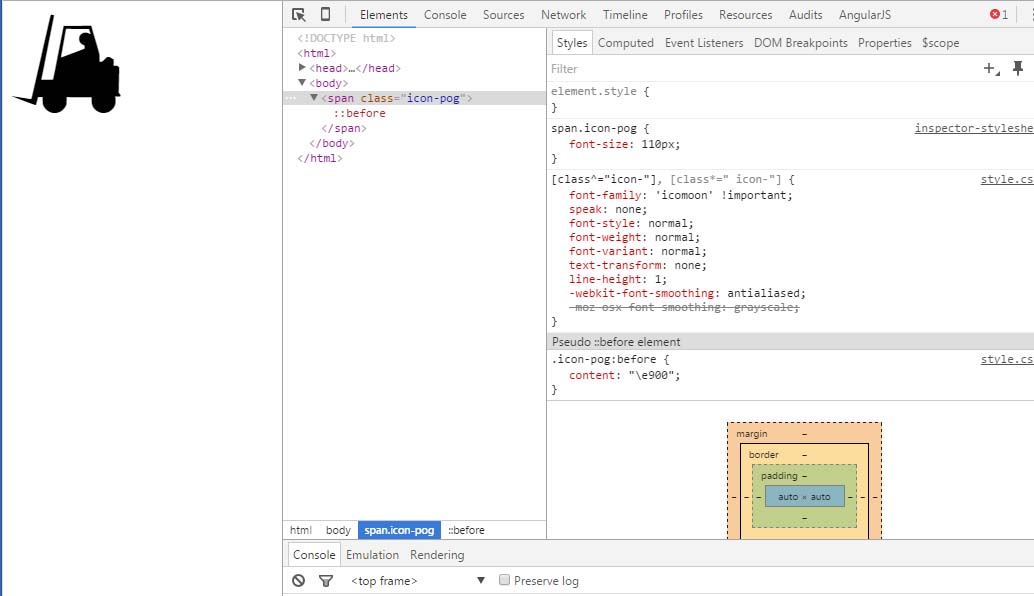 Elements Console Sources Network Timeline Profiles Resources Audits AngularJS 1
<!DOCTYPE html>
<html>
<head>…</head>
<body>
<span class="icon-pog">
::before
</span>
</body>
</html>
html body span.icon-pog ::before
Styles Computed Event Listeners DOM Breakpoints Properties $scope
Filter
element.style {
}
span.icon-pog { inspector-styleshe
font-size: 110px;
}
[class^="icon-"], [class*=" icon-"] { style.cs
font-family: 'icomoon' !important;
speak: none;
font-style: normal;
font-weight: normal;
font-variant: normal;
text-transform: none;
line-height: 1;
-webkit-font-smoothing: antialiased;
-moz-osx-font-smoothing: grayscale;
}
Pseudo ::before element
.icon-pog:before { style.cs
content: "\e900";
}
margin –
border –
padding –
– – – auto × auto – – –
–
Console Emulation Rendering
<top frame> ▼ Preserve log